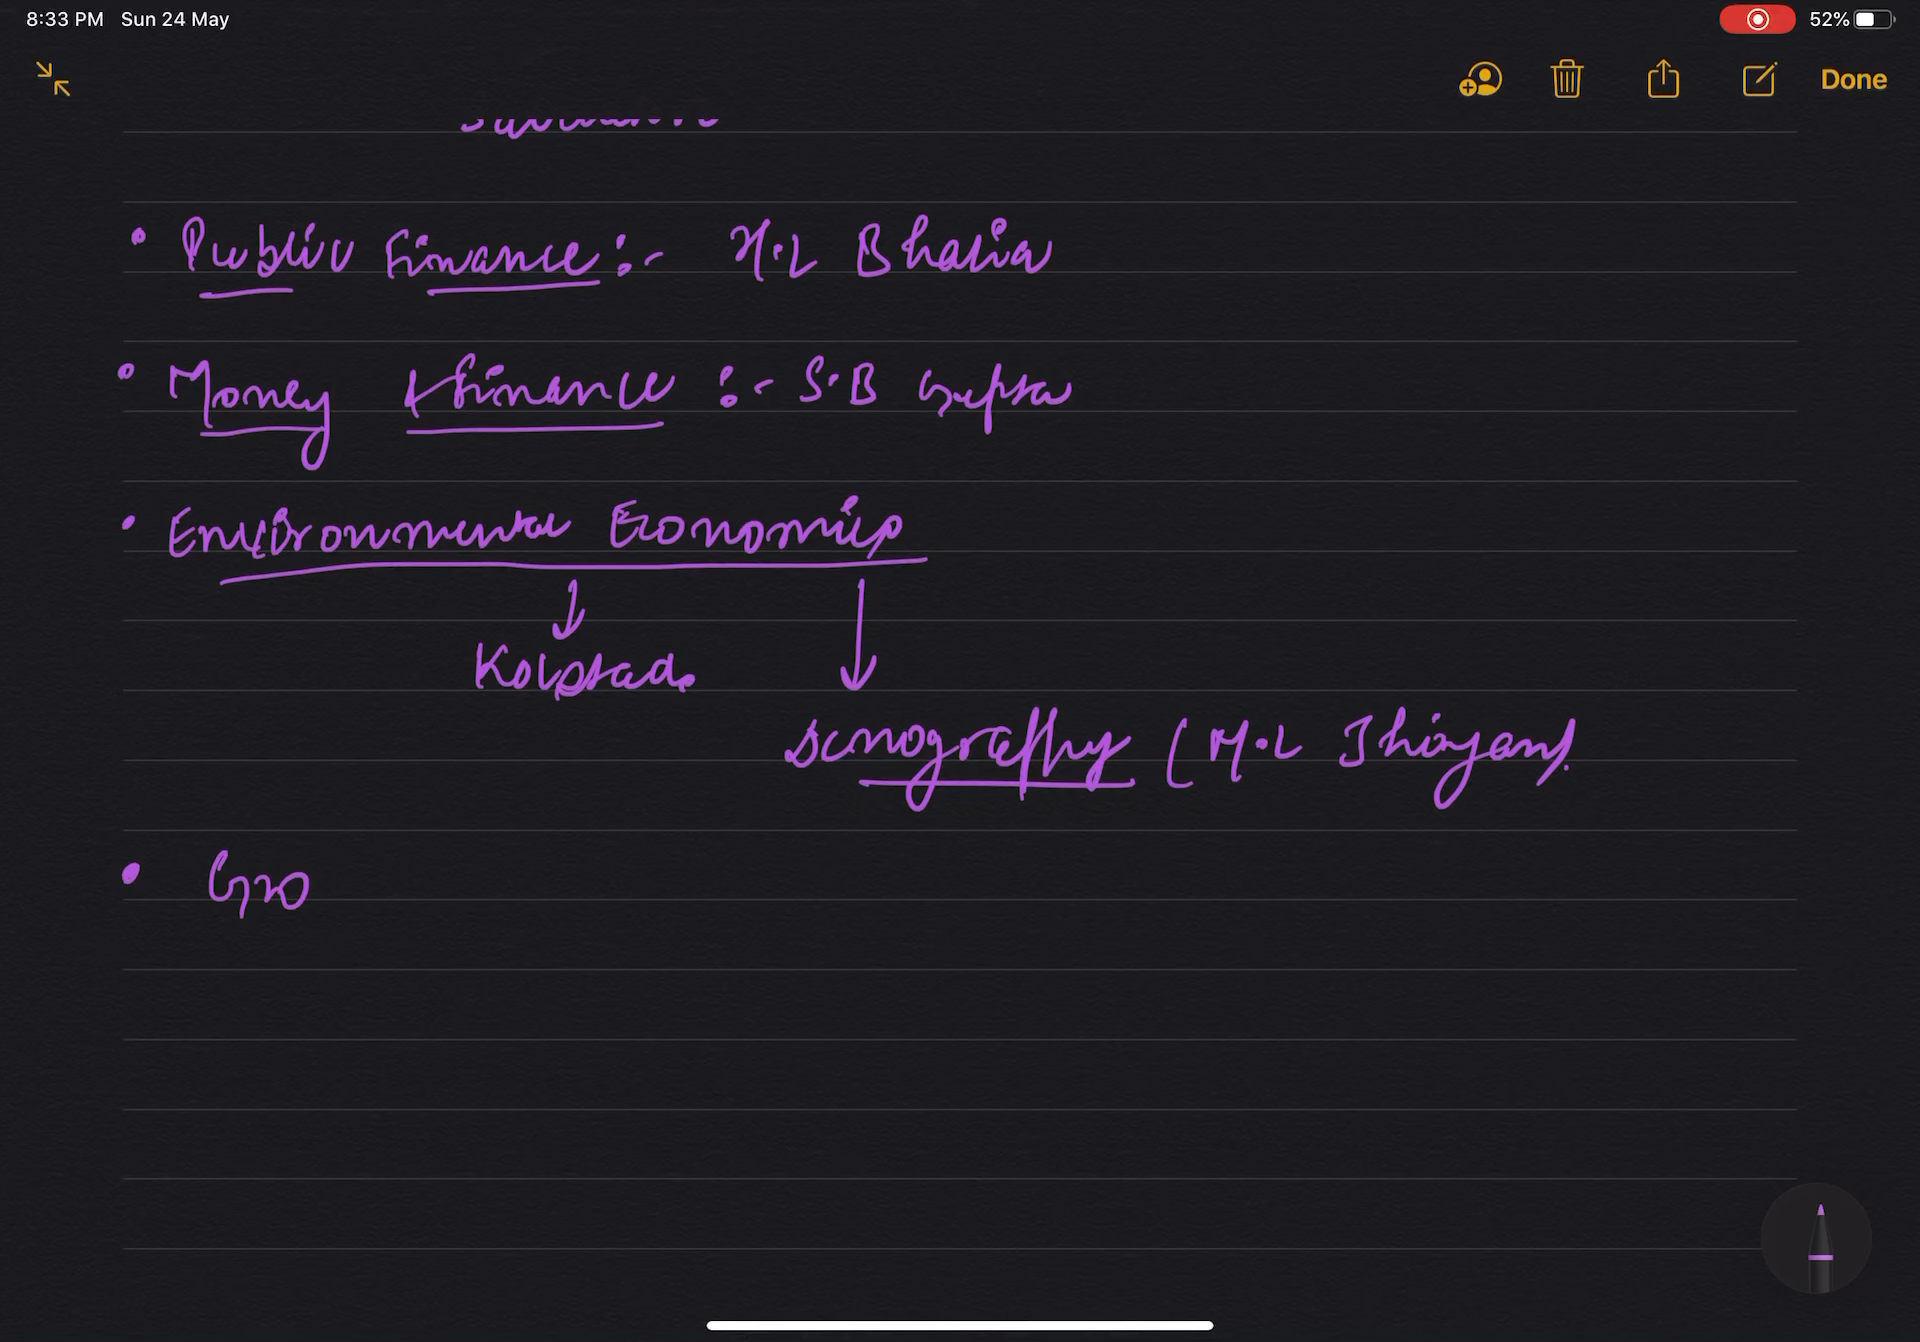 8:33 PM Sun 24 May 52%
Done
• Public Finance :- H.L Bhatia
• Money & finance :- S.B Gupta
• Environmental Economics
Kolstad.
Demography (M.L Jhingan).
• Gro